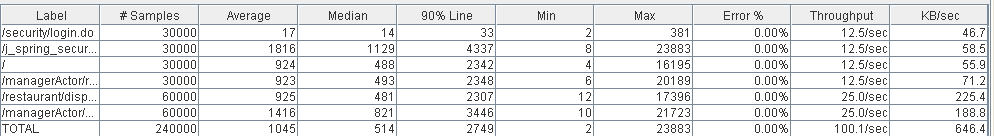 Label # Samples Average Median 90% Line Min Max Error % Throughput KB/sec
/security/login.do 30000 17 14 33 2 381 0.00% 12.5/sec 46.7
/j_spring_secur... 30000 1816 1129 4337 8 23883 0.00% 12.5/sec 58.5
/ 30000 924 488 2342 4 16195 0.00% 12.5/sec 55.9
/managerActor/r... 30000 923 493 2348 6 20189 0.00% 12.5/sec 71.2
/restaurant/disp... 60000 925 481 2307 12 17396 0.00% 25.0/sec 225.4
/managerActor/... 60000 1416 821 3446 10 21723 0.00% 25.0/sec 188.8
TOTAL 240000 1045 514 2749 2 23883 0.00% 100.1/sec 646.4